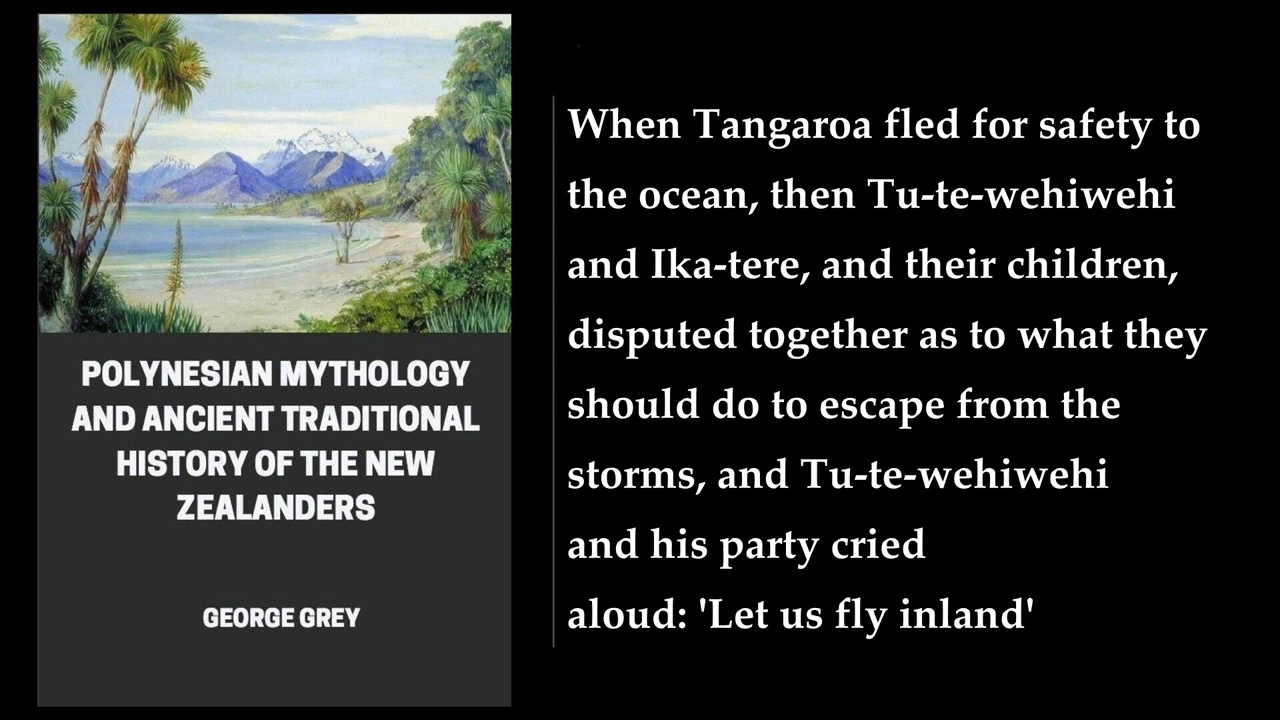 POLYNESIAN MYTHOLOGY
AND ANCIENT TRADITIONAL
HISTORY OF THE NEW
ZEALANDERS
GEORGE GREY
When Tangaroa fled for safety to
the ocean, then Tu-te-wehiwehi
and Ika-tere, and their children,
disputed together as to what they
should do to escape from the
storms, and Tu-te-wehiwehi
and his party cried
aloud: 'Let us fly inland'